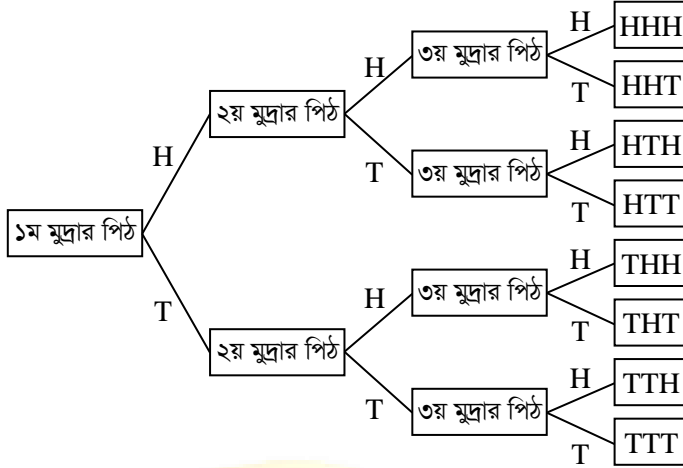 H HHH
৩য় মুদ্রার পিঠ
H
T HHT
২য় মুদ্রার পিঠ
H
H HTH
T
৩য় মুদ্রার পিঠ
T HTT
১ম মুদ্রার পিঠ
H THH
৩য় মুদ্রার পিঠ
T
H
T THT
২য় মুদ্রার পিঠ
H TTH
T
৩য় মুদ্রার পিঠ
T TTT